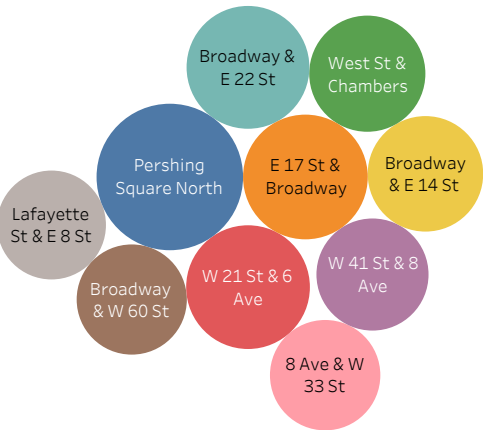 Broadway &
E 22 St
West St &
Chambers
Pershing
Square North
E 17 St &
Broadway
Broadway
& E 14 St
Lafayette
St & E 8 St
Broadway
& W 60 St
W 21 St & 6
Ave
W 41 St & 8
Ave
8 Ave & W
33 St